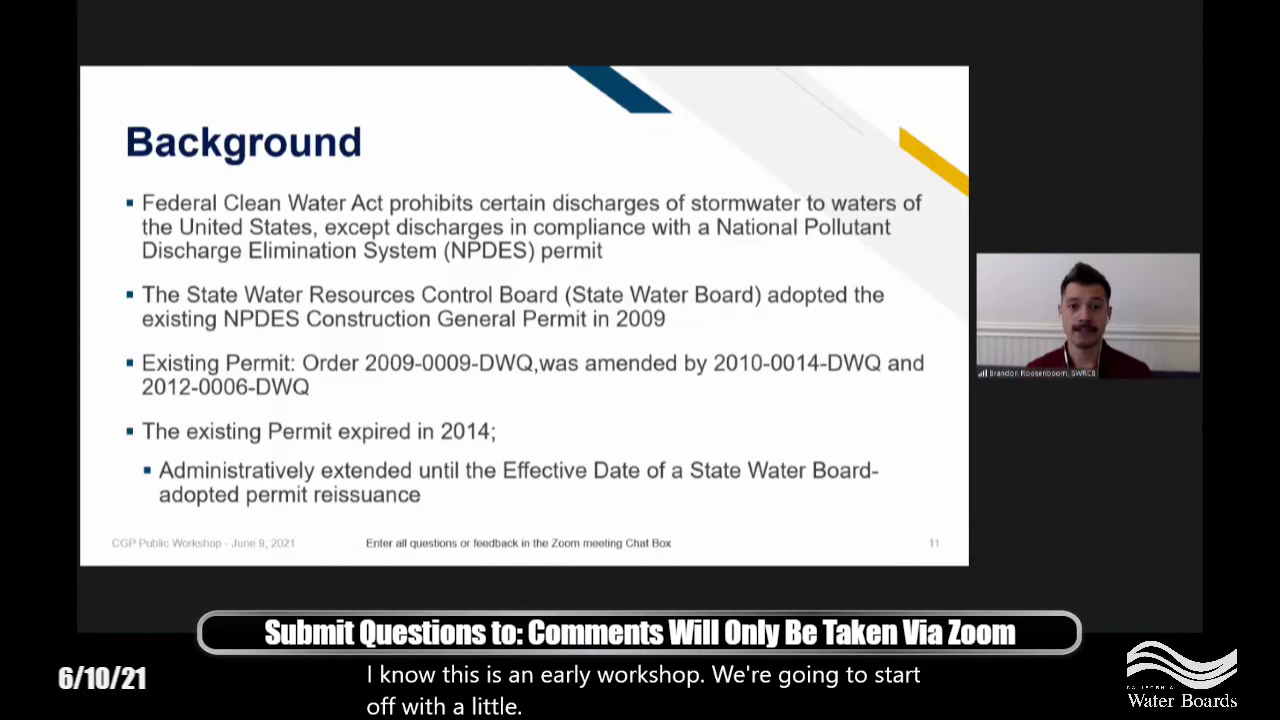 Background
▪ Federal Clean Water Act prohibits certain discharges of stormwater to waters of
the United States, except discharges in compliance with a National Pollutant
Discharge Elimination System (NPDES) permit
▪ The State Water Resources Control Board (State Water Board) adopted the
existing NPDES Construction General Permit in 2009
▪ Existing Permit: Order 2009-0009-DWQ,was amended by 2010-0014-DWQ and
2012-0006-DWQ
▪ The existing Permit expired in 2014;
▪ Administratively extended until the Effective Date of a State Water Board-
adopted permit reissuance
CGP Public Workshop - June 9, 2021
Enter all questions or feedback in the Zoom meeting Chat Box
11
Brandon Roosenboom, SWRCB
Submit Questions to: Comments Will Only Be Taken Via Zoom
6/10/21
I know this is an early workshop. We're going to start
off with a little.
CALIFORNIA
Water Boards